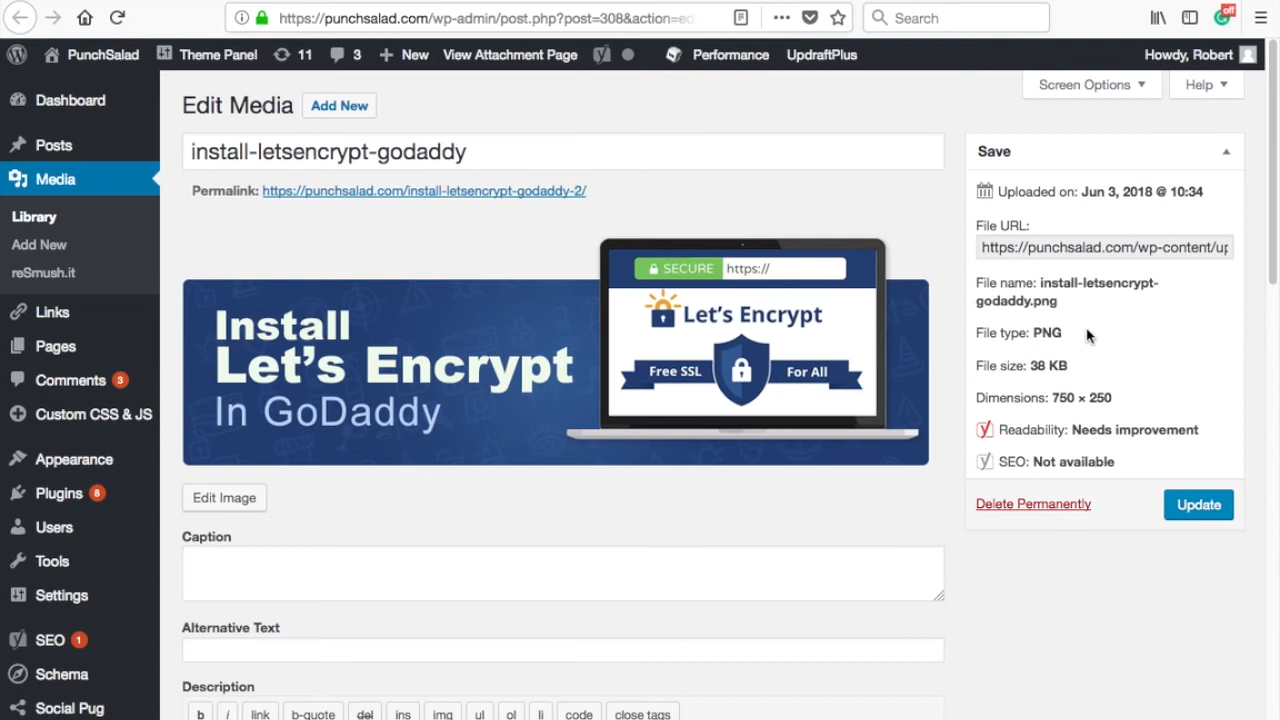 https://punchsalad.com/wp-admin/post.php?post=308&action=ed
Search
off
PunchSalad
Theme Panel
11
3
New
View Attachment Page
Performance
UpdraftPlus
Howdy, Robert
Dashboard
Posts
Media
Library
Add New
reSmush.it
Links
Pages
Comments 3
Custom CSS & JS
Appearance
Plugins 8
Users
Tools
Settings
SEO 1
Schema
Social Pug
Screen Options
Help
Edit Media
Add New
install-letsencrypt-godaddy
Permalink: https://punchsalad.com/install-letsencrypt-godaddy-2/
Install
Let's Encrypt
In GoDaddy
SECURE
https://
Let's Encrypt
Free SSL
For All
Edit Image
Caption
Alternative Text
Description
b
i
link
b-quote
del
ins
img
ul
ol
li
code
close tags
Save
Uploaded on: Jun 3, 2018 @ 10:34
File URL:
https://punchsalad.com/wp-content/up
File name: install-letsencrypt-
godaddy.png
File type: PNG
File size: 38 KB
Dimensions: 750 × 250
Readability: Needs improvement
SEO: Not available
Delete Permanently
Update